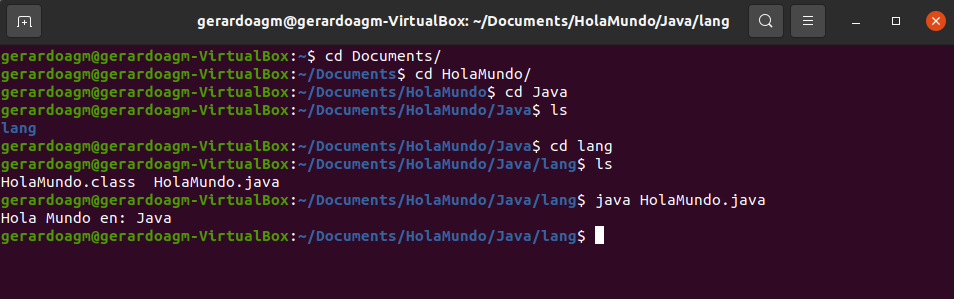 gerardoagm@gerardoagm-VirtualBox: ~/Documents/HolaMundo/Java/lang
gerardoagm@gerardoagm-VirtualBox:~$ cd Documents/
gerardoagm@gerardoagm-VirtualBox:~/Documents$ cd HolaMundo/
gerardoagm@gerardoagm-VirtualBox:~/Documents/HolaMundo$ cd Java
gerardoagm@gerardoagm-VirtualBox:~/Documents/HolaMundo/Java$ ls
lang
gerardoagm@gerardoagm-VirtualBox:~/Documents/HolaMundo/Java$ cd lang
gerardoagm@gerardoagm-VirtualBox:~/Documents/HolaMundo/Java/lang$ ls
HolaMundo.class  HolaMundo.java
gerardoagm@gerardoagm-VirtualBox:~/Documents/HolaMundo/Java/lang$ java HolaMundo.java
Hola Mundo en: Java
gerardoagm@gerardoagm-VirtualBox:~/Documents/HolaMundo/Java/lang$